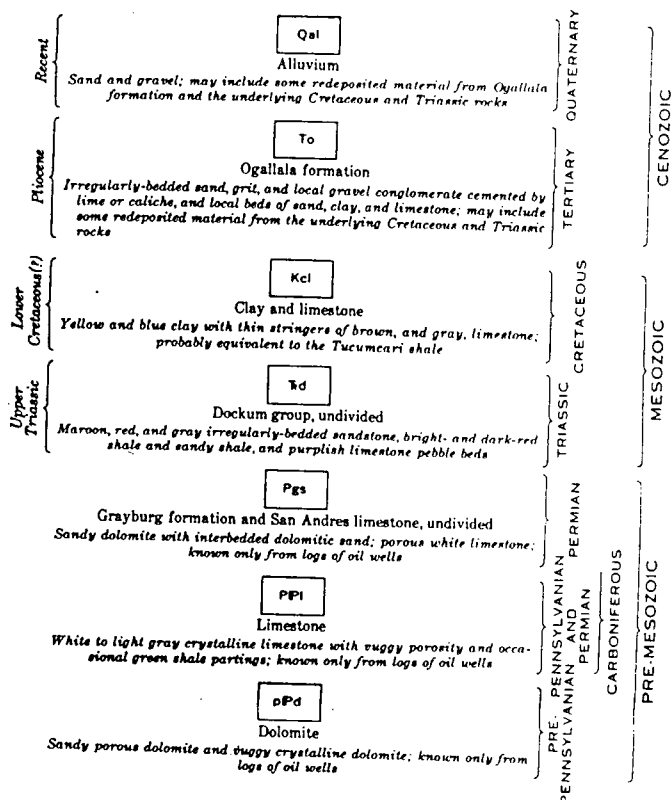 Qal
Alluvium
Sand and gravel; may include some redeposited material from Ogallala
formation and the underlying Cretaceous and Triassic rocks
Recent
QUATERNARY
To
Ogallala formation
Irregularly-bedded sand, grit, and local gravel conglomerate cemented by
lime or caliche, and local beds of sand, clay, and limestone; may include
some redeposited material from the underlying Cretaceous and Triassic
rocks
Pliocene
TERTIARY
CENOZOIC
Kcl
Clay and limestone
Yellow and blue clay with thin stringers of brown, and gray, limestone;
probably equivalent to the Tucumcari shale
Lower
Cretaceous(?)
CRETACEOUS
Ꞧd
Dockum group, undivided
Maroon, red, and gray irregularly-bedded sandstone, bright- and dark-red
shale and sandy shale, and purplish limestone pebble beds
Upper
Triassic
TRIASSIC
MESOZOIC
Pgs
Grayburg formation and San Andres limestone, undivided
Sandy dolomite with interbedded dolomitic sand; porous white limestone;
known only from logs of oil wells
PERMIAN
PIPl
Limestone
White to light gray crystalline limestone with vuggy porosity and occa-
sional green shale partings; known only from logs of oil wells
PENNSYLVANIAN
AND
PERMIAN
CARBONIFEROUS
pIPd
Dolomite
Sandy porous dolomite and vuggy crystalline dolomite; known only from
logs of oil wells
PRE-
PENNSYLVANIAN
PRE-MESOZOIC